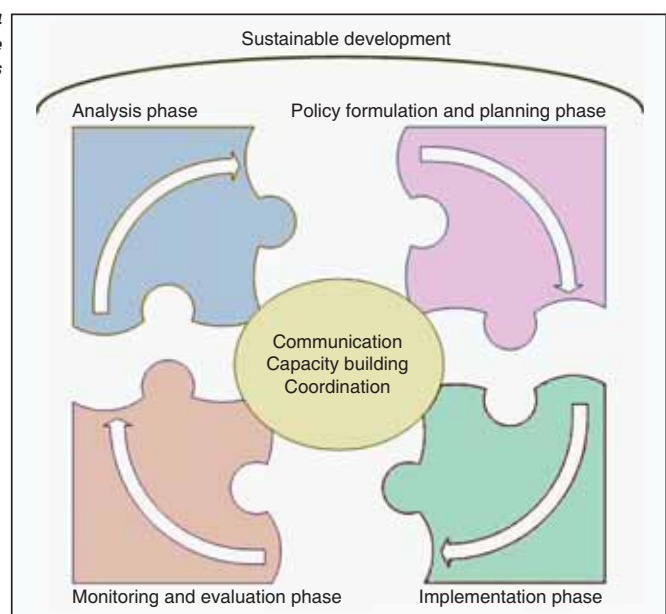 Sustainable development
Analysis phase
Policy formulation and planning phase
Communication
Capacity building
Coordination
Monitoring and evaluation phase
Implementation phase